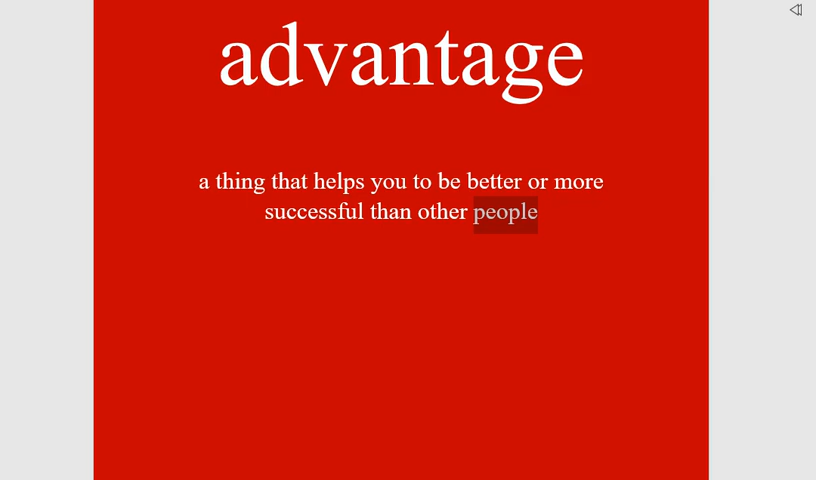 advantage
a thing that helps you to be better or more
successful than other people